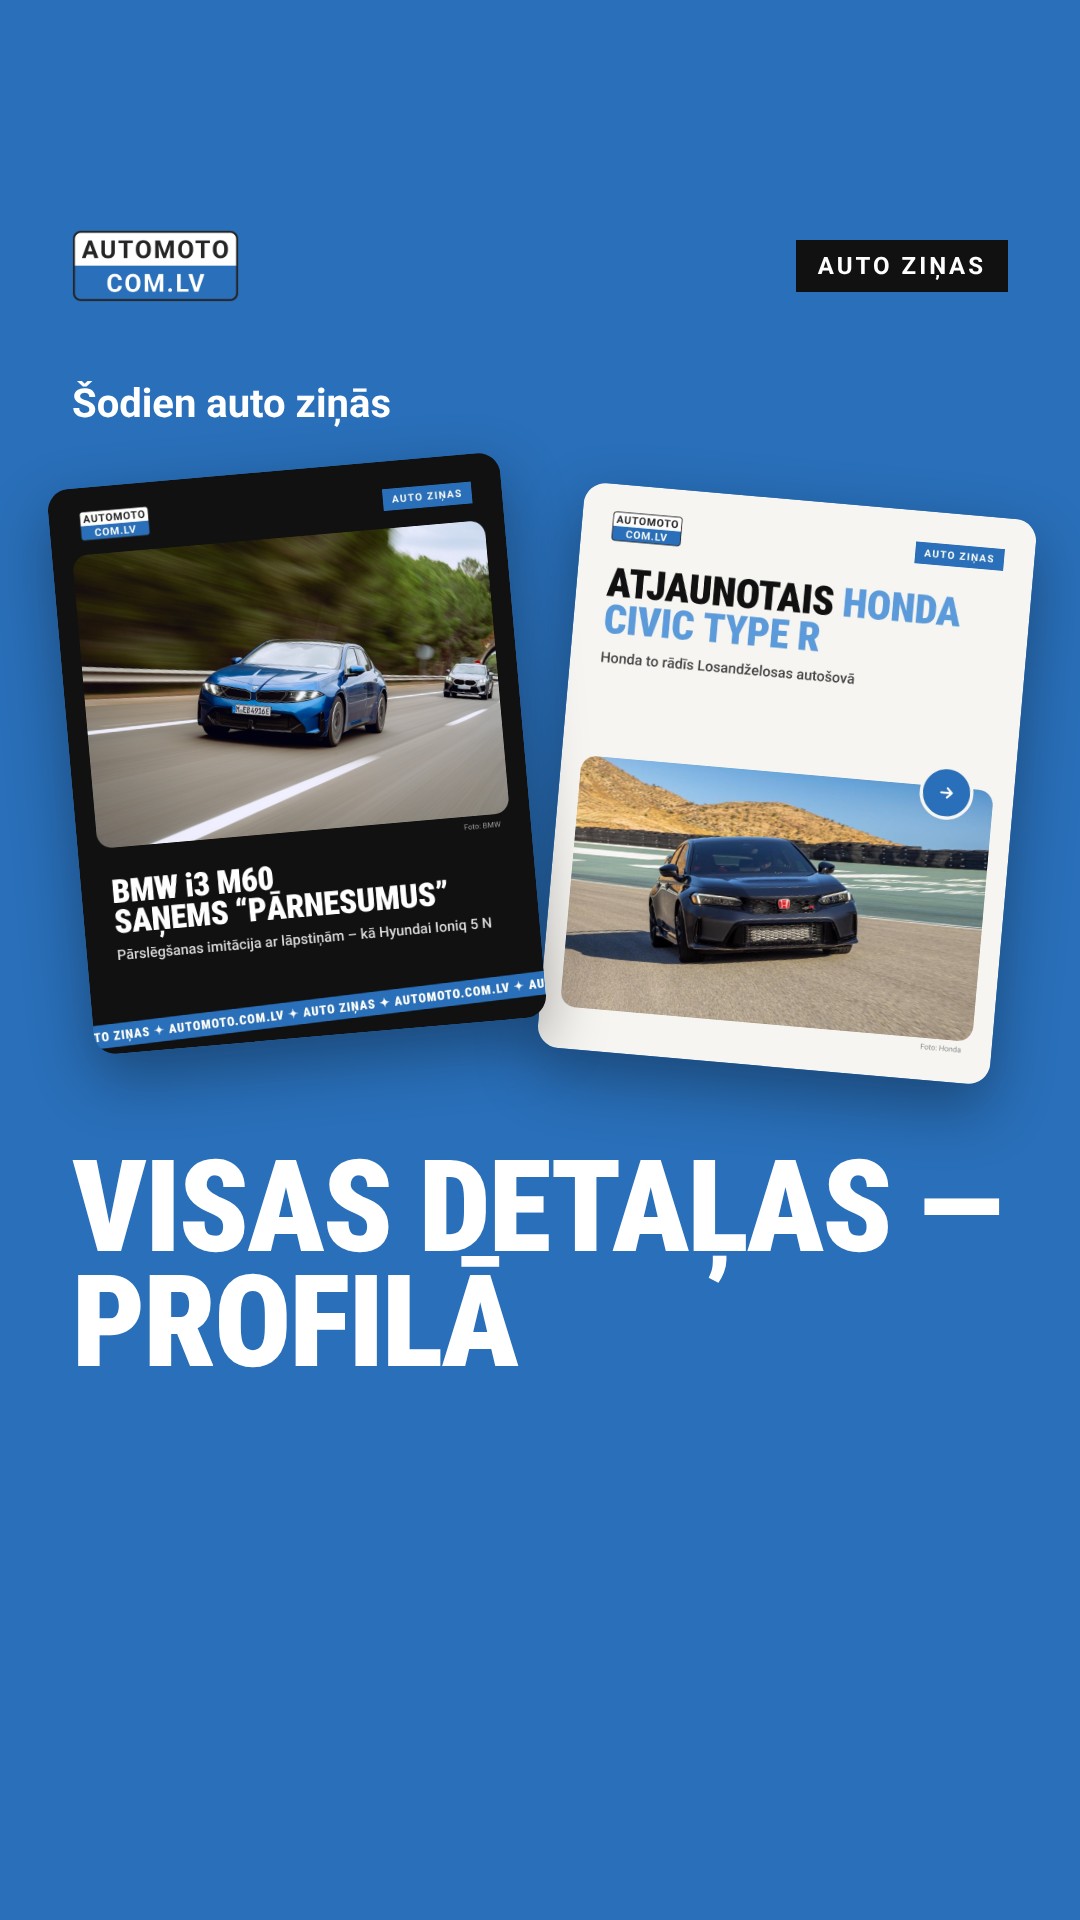 AUTOMOTO
COM.LV
AUTO ZIŅAS
Šodien auto ziņās
AUTOMOTO
COM.LV
AUTO ZIŅAS
M:EB4916E
Foto: BMW
BMW i3 M60
SAŅEMS “PĀRNESUMUS”
Pārslēgšanas imitācija ar lāpstiņām – kā Hyundai Ioniq 5 N
TO ZIŅAS ✦ AUTOMOTO.COM.LV ✦ AUTO ZIŅAS ✦ AUTOMOTO.COM.LV ✦ AU
AUTOMOTO
COM.LV
AUTO ZIŅAS
ATJAUNOTAIS HONDA
CIVIC TYPE R
Honda to rādīs Losandželosas autošovā
Foto: Honda
VISAS DETAĻAS —
PROFILĀ